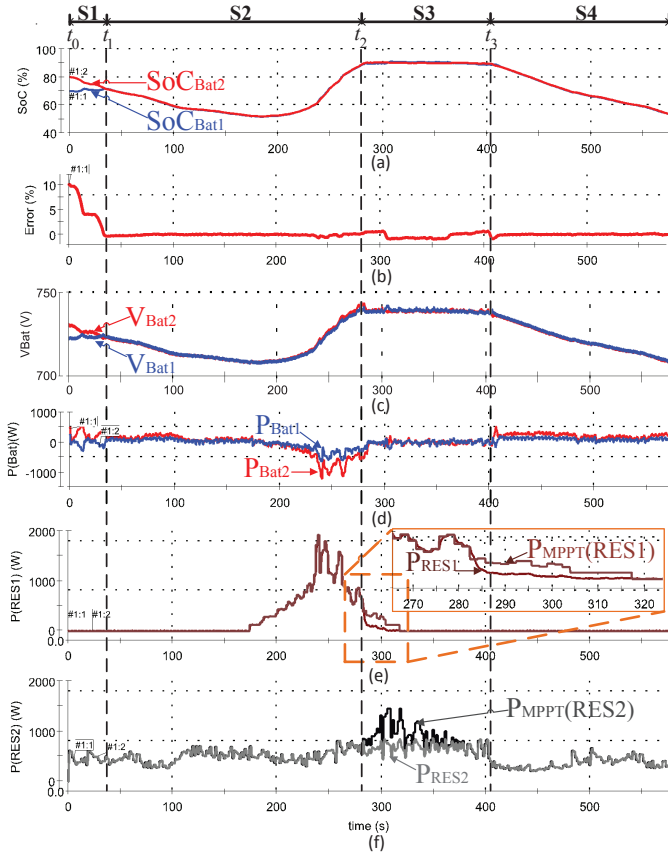 S1 S2 S3 S4
t0 t1 t2 t3
100
80
60
40
SoC (%)
#1:2
#1:1
SoCBat2
SoCBat1
0 100 200 300 400 500
(a)
10
5
0
Error (%)
#1:1
0 100 200 300 400 500
(b)
750
700
VBat (V)
VBat2
VBat1
0 100 200 300 400 500
(c)
1000
0
-1000
P(Bat)(W)
#1:1
#1:2
PBat1
PBat2
0 100 200 300 400 500
(d)
2000
1000
0.0
P(RES1) (W)
#1:1 #1:2
PMPPT(RES1)
PRES1
270 280 290 300 310 320
0.0 100 200 300 400 500
(e)
2000
1000
0.0
P(RES2) (W)
#1:1
#1:2
PMPPT(RES2)
PRES2
0 100 200 300 400 500
time (s)
(f)